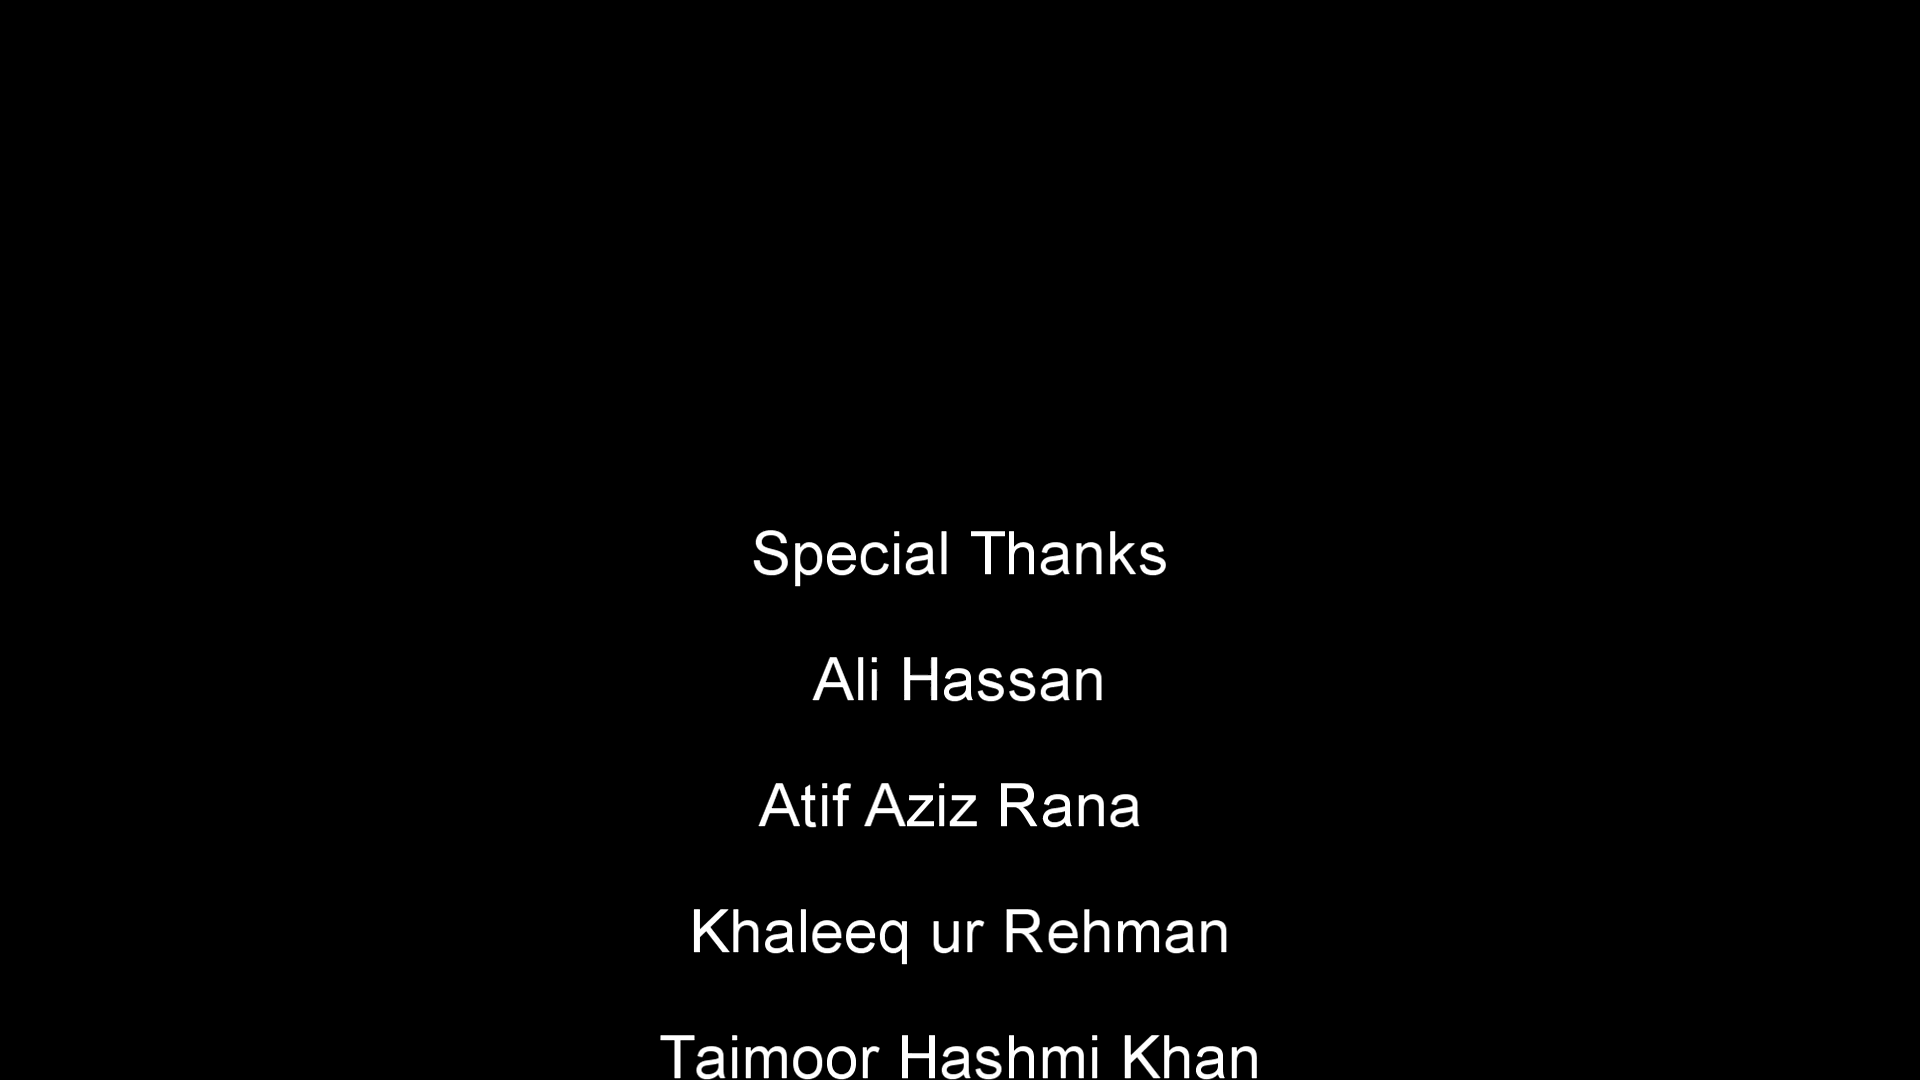 Special Thanks
Ali Hassan
Atif Aziz Rana
Khaleeq ur Rehman
Taimoor Hashmi Khan